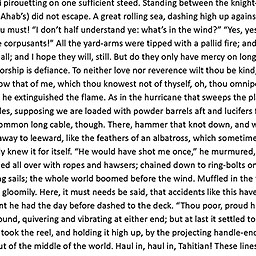 i pirouetting on one sufficient steed. Standing between the knight-
(Ahab's) did not escape. A great rolling sea, dashing high up agains
u must! "I don't half understand ye: what's in the wind?" "Yes, yes
e corpusants!" All the yard-arms were tipped with a pallid fire; and
all; and I hope they will, still. But do they only have mercy on long
orship is defiance. To neither love nor reverence wilt thou be kind,
ow that of me, which thou knowest not of thyself, oh, thou omnip
he extinguished the flame. As in the hurricane that sweeps the pl
les, supposing we are loaded with powder barrels aft and lucifers f
ommon long cable, though. There, hammer that knot down, and w
away to leeward, like the feathers of an albatross, which sometime
ly knew it for itself. "He would have shot me once," he murmured,
ed all over with ropes and hawsers; chained down to ring-bolts on
ng sails; the whole world boomed before the wind. Muffled in the
gloomily. Here, it must needs be said, that accidents like this have
nt he had the day before dashed to the deck. "Thou poor, proud h
ound, quivering and vibrating at either end; but at last it settled to
took the reel, and holding it high up, by the projecting handle-end
ut of the middle of the world. Haul in, haul in, Tahitian! These lines